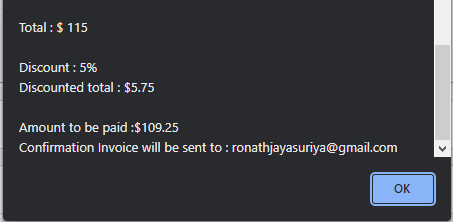 Total : $ 115
Discount : 5%
Discounted total : $5.75
Amount to be paid :$109.25
Confirmation Invoice will be sent to : ronathjayasuriya@gmail.com
OK